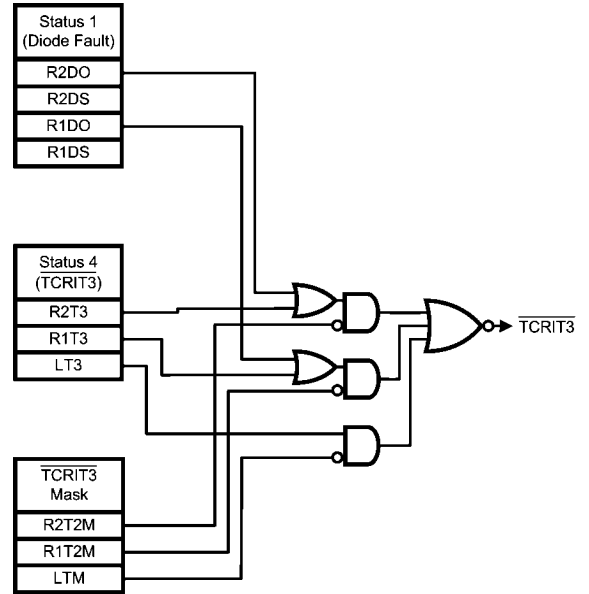 Status 1
(Diode Fault)
R2DO
R2DS
R1DO
R1DS
Status 4
(TCRIT3)
R2T3
R1T3
LT3
TCRIT3
TCRIT3
Mask
R2T2M
R1T2M
LTM